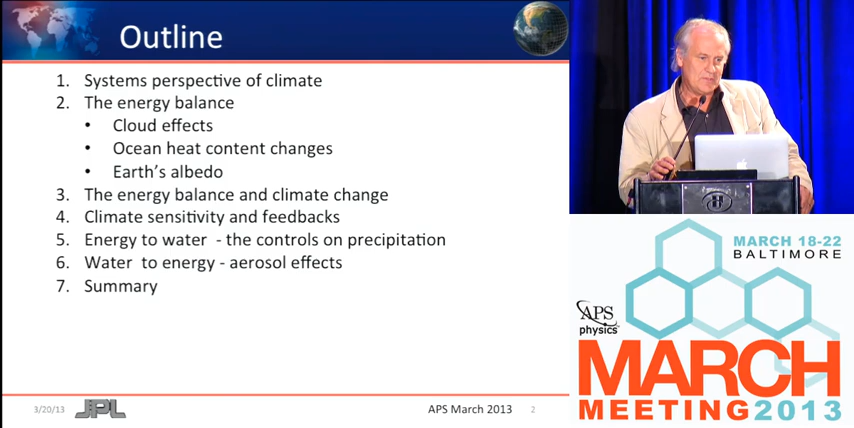 Outline
1. Systems perspective of climate
2. The energy balance
• Cloud effects
• Ocean heat content changes
• Earth's albedo
3. The energy balance and climate change
4. Climate sensitivity and feedbacks
5. Energy to water - the controls on precipitation
6. Water to energy - aerosol effects
7. Summary
3/20/13
JPL
APS March 2013
2
MARCH 18-22
BALTIMORE
APS
physics
MARCH
MEETING2013